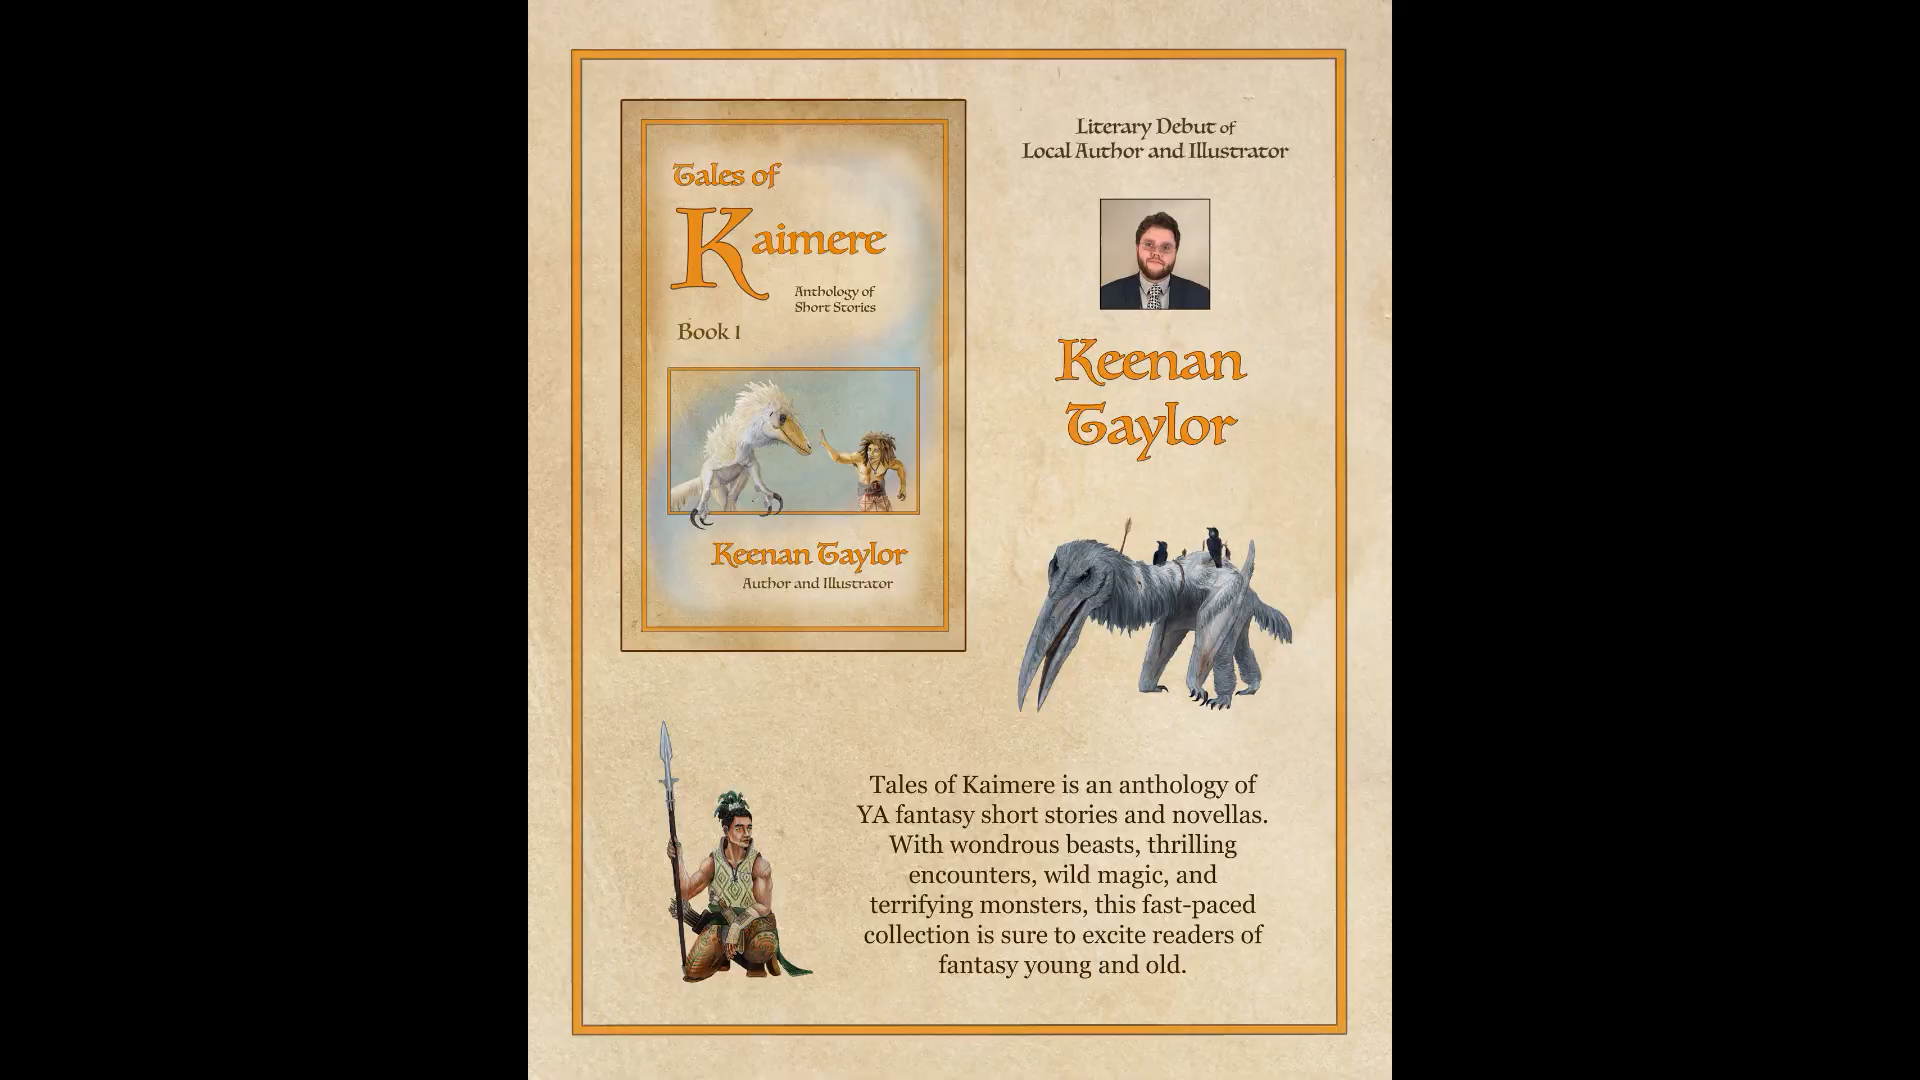 Tales of
Kaimere
Anthology of
Short Stories
Book 1
Keenan Taylor
Author and Illustrator
Literary Debut of
Local Author and Illustrator
Keenan
Taylor
Tales of Kaimere is an anthology of
YA fantasy short stories and novellas.
With wondrous beasts, thrilling
encounters, wild magic, and
terrifying monsters, this fast-paced
collection is sure to excite readers of
fantasy young and old.